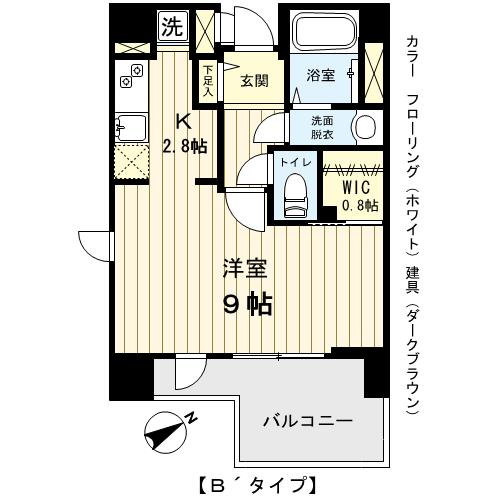 洗
下足入
玄関
浴室
K
2.8帖
洗面
脱衣
トイレ
WIC
0.8帖
洋室
9帖
バルコニー
N
【B´タイプ】
カラー フローリング(ホワイト)建具(ダークブラウン)